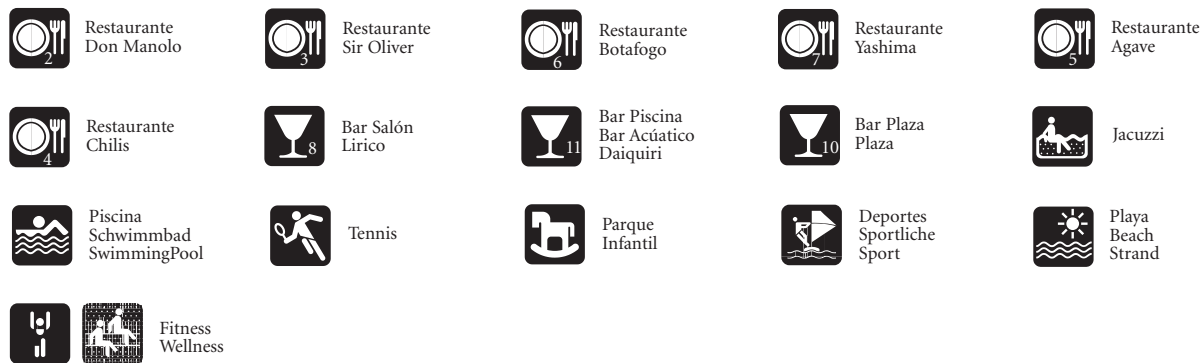 2
Restaurante
Don Manolo
3
Restaurante
Sir Oliver
6
Restaurante
Botafogo
7
Restaurante
Yashima
5
Restaurante
Agave
4
Restaurante
Chilis
8
Bar Salón
Lirico
11
Bar Piscina
Bar Acúatico
Daiquiri
10
Bar Plaza
Plaza
Jacuzzi
Piscina
Schwimmbad
SwimmingPool
Tennis
Parque
Infantil
Deportes
Sportliche
Sport
Playa
Beach
Strand
Fitness
Wellness